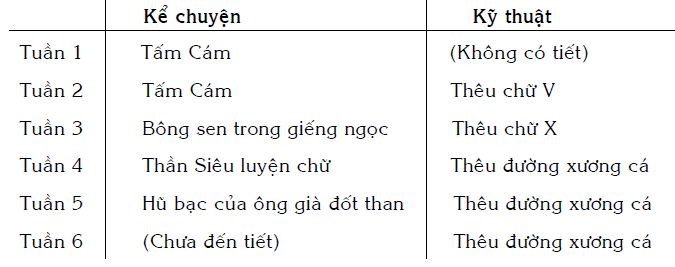 Kể chuyện Kỹ thuật
Tuần 1 Tấm Cám (Không có tiết)
Tuần 2 Tấm Cám Thêu chữ V
Tuần 3 Bông sen trong giếng ngọc Thêu chữ X
Tuần 4 Thần Siêu luyện chữ Thêu đường xương cá
Tuần 5 Hũ bạc của ông già đốt than Thêu đường xương cá
Tuần 6 (Chưa đến tiết) Thêu đường xương cá